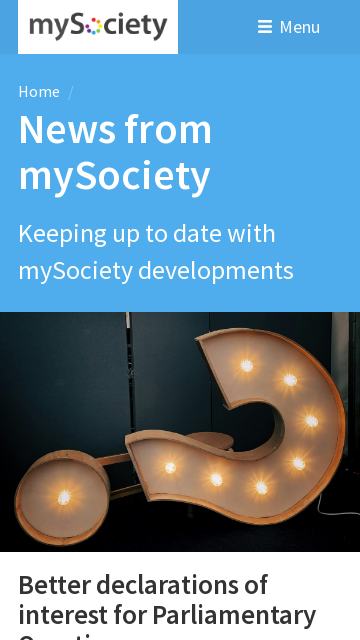 mySociety
Menu
Home /
News from
mySociety
Keeping up to date with
mySociety developments
Better declarations of
interest for Parliamentary